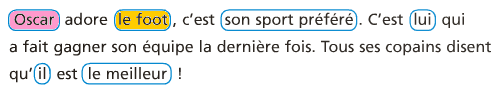 Oscar adore le foot, c'est son sport préféré. C'est lui qui
a fait gagner son équipe la dernière fois. Tous ses copains disent
qu'il est le meilleur !